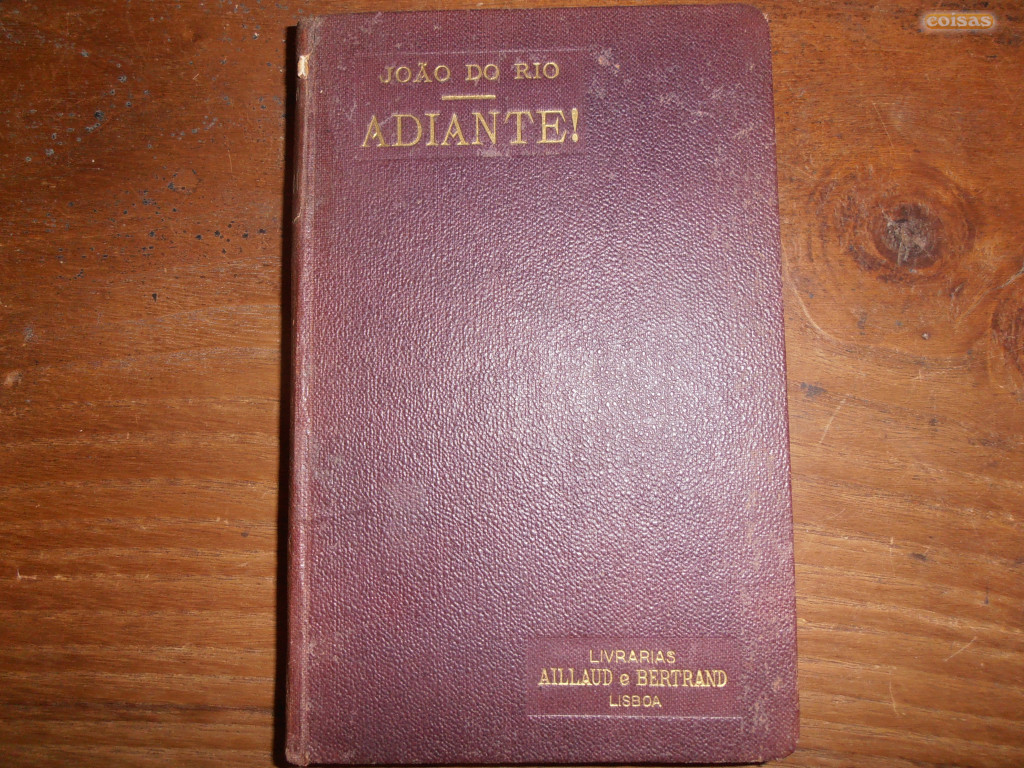 coisas
JOÃO DO RIO
ADIANTE!
LIVRARIAS
AILLAUD e BERTRAND
LISBOA